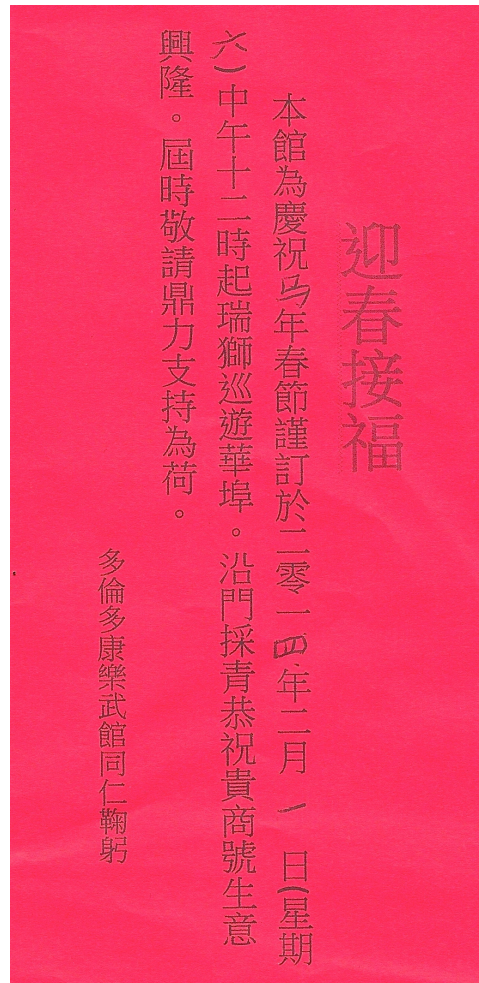 迎春接福
本館為慶祝馬年春節謹訂於二零一四年二月一日(星期
六)中午十二時起瑞獅巡遊華埠。沿門採青恭祝貴商號生意
興隆。屆時敬請鼎力支持為荷。
多倫多康樂武館同仁鞠躬